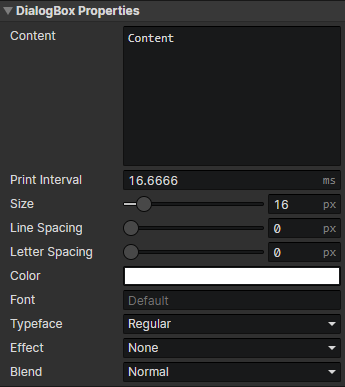 DialogBox Properties
Content Content
Print Interval 16.6666 ms
Size 16 px
Line Spacing 0 px
Letter Spacing 0 px
Color
Font Default
Typeface Regular
Effect None
Blend Normal